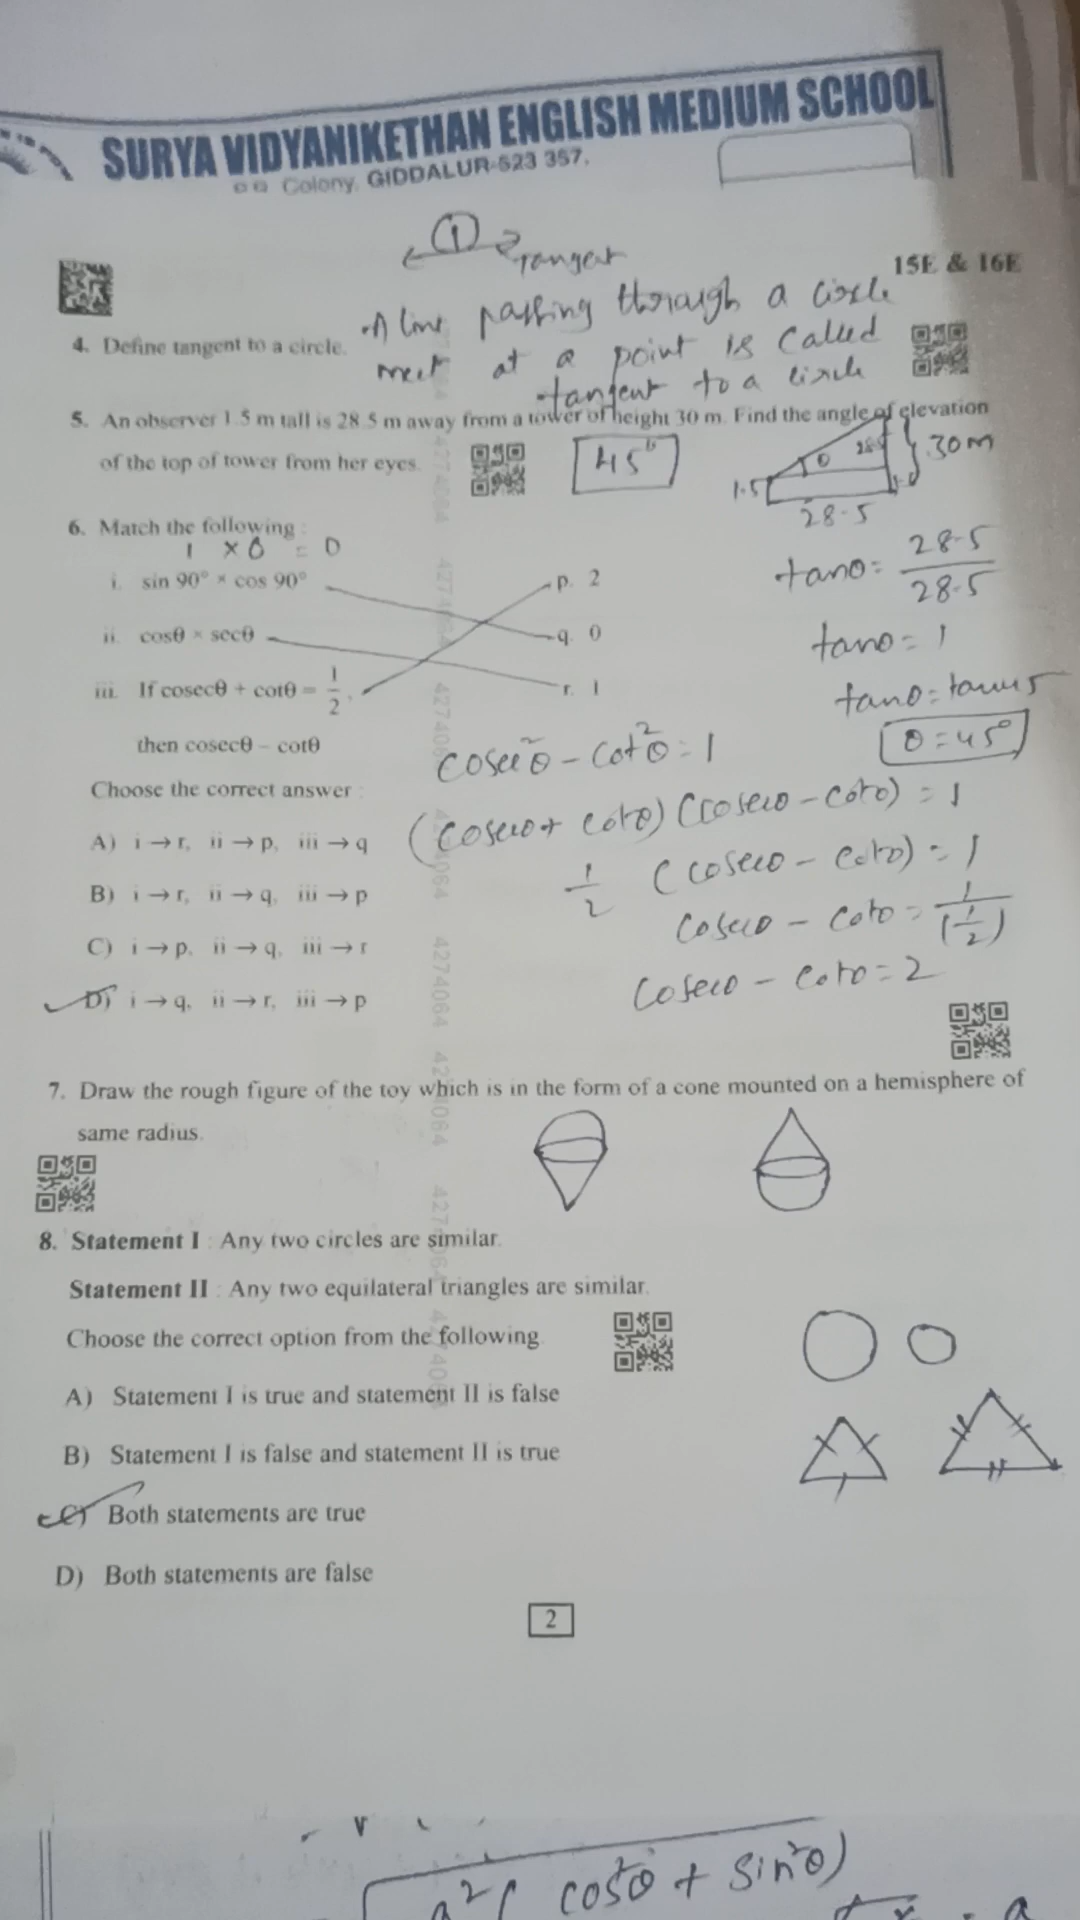 SURYA VIDYANIKETHAN ENGLISH MEDIUM SCHOOL
Colony, GIDDALUR-523 357.
1
Tangent
15E & 16E
4. Define tangent to a circle.
A line passing through a circle
meet at a point is called
tangent to a circle
5. An observer 1.5 m tall is 28.5 m away from a tower of height 30 m. Find the angle of elevation
of the top of tower from her eyes.
45°
1.5
θ
30m
28.5
tanθ = 28.5/28.5
tanθ = 1
θ = 45°
6. Match the following :
1 × 0 = 0
i. sin 90° × cos 90°
p. 2
ii. cosθ × secθ
q. 0
iii. If cosecθ + cotθ = 1/2,
r. 1
then cosecθ – cotθ
cosec²θ – cot²θ = 1
(cosecθ + cotθ) (cosecθ – cotθ) = 1
1/2 (cosecθ – cotθ) = 1
cosecθ – cotθ = 1/(1/2)
cosecθ – cotθ = 2
Choose the correct answer :
A) i → r, ii → p, iii → q
B) i → r, ii → q, iii → p
C) i → p, ii → q, iii → r
D) i → q, ii → r, iii → p
7. Draw the rough figure of the toy which is in the form of a cone mounted on a hemisphere of
same radius.
8. Statement I : Any two circles are similar.
Statement II : Any two equilateral triangles are similar.
Choose the correct option from the following.
A) Statement I is true and statement II is false
B) Statement I is false and statement II is true
C) Both statements are true
D) Both statements are false
2
4274064 4274064 4274064 4274064
a²( cos²θ + sin²θ)